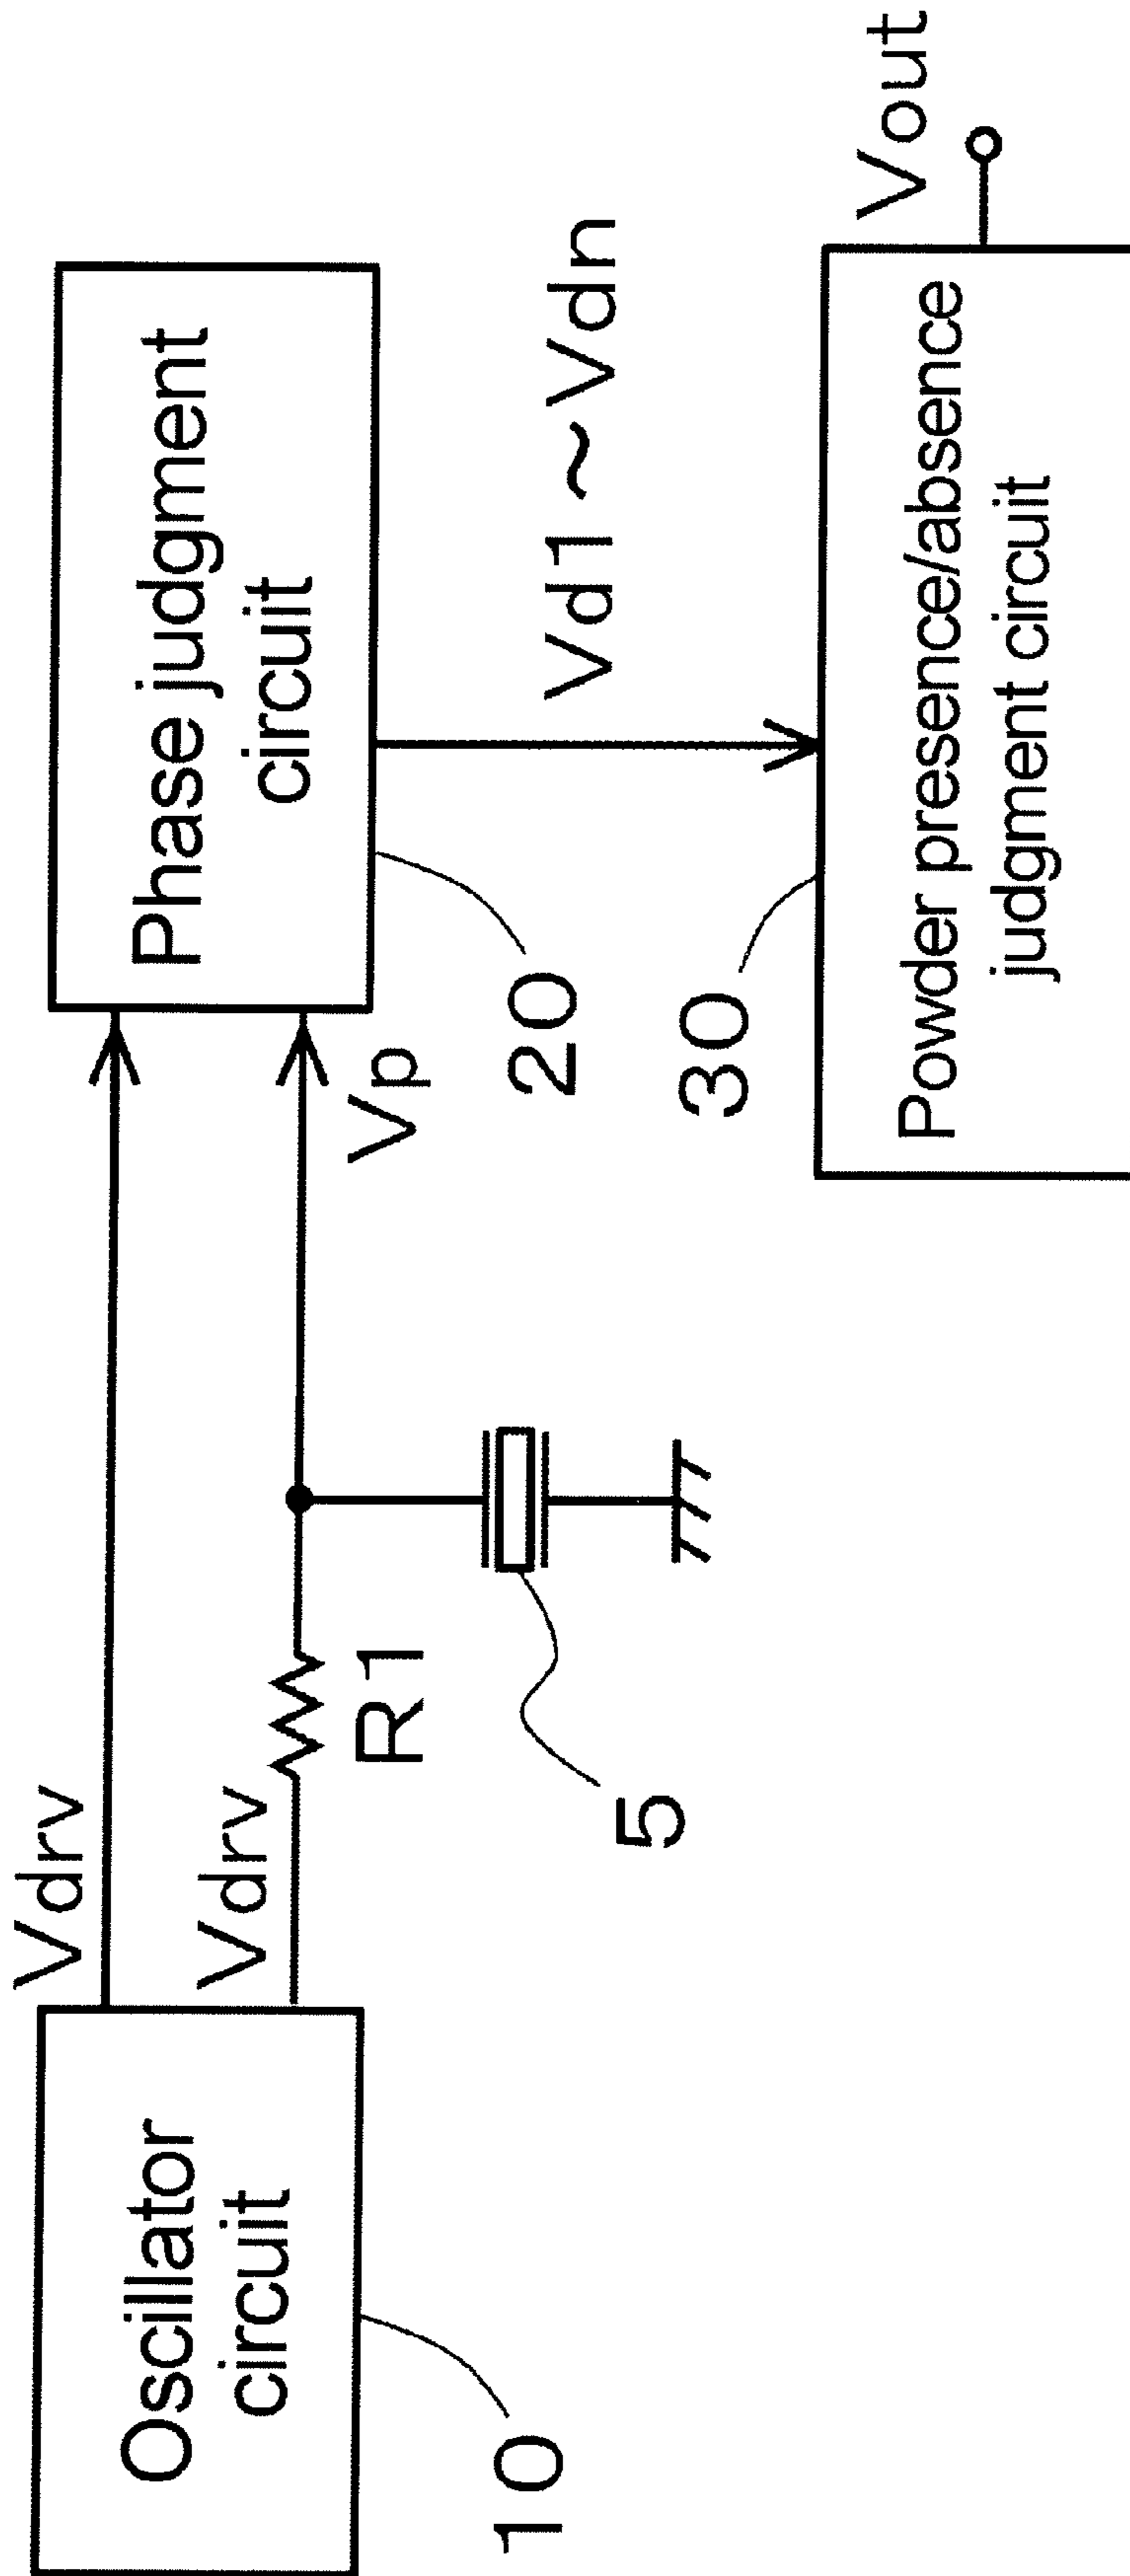 Oscillator
circuit
10
Vdrv
Vdrv
R1
5
Vp
Phase judgment
circuit
20
Vd1~Vdn
30
Powder presence/absence
judgment circuit
Vout